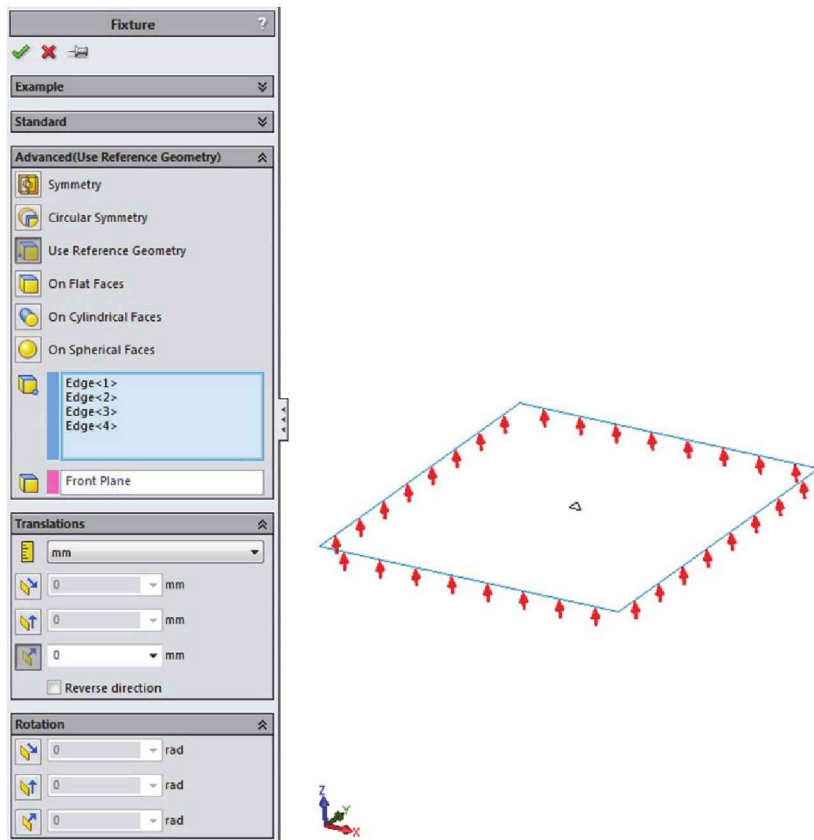 Fixture ?
Example
Standard
Advanced(Use Reference Geometry)
Symmetry
Circular Symmetry
Use Reference Geometry
On Flat Faces
On Cylindrical Faces
On Spherical Faces
Edge<1>
Edge<2>
Edge<3>
Edge<4>
Front Plane
Translations
mm
0 mm
0 mm
0 mm
Reverse direction
Rotation
0 rad
0 rad
0 rad
Z
Y
X